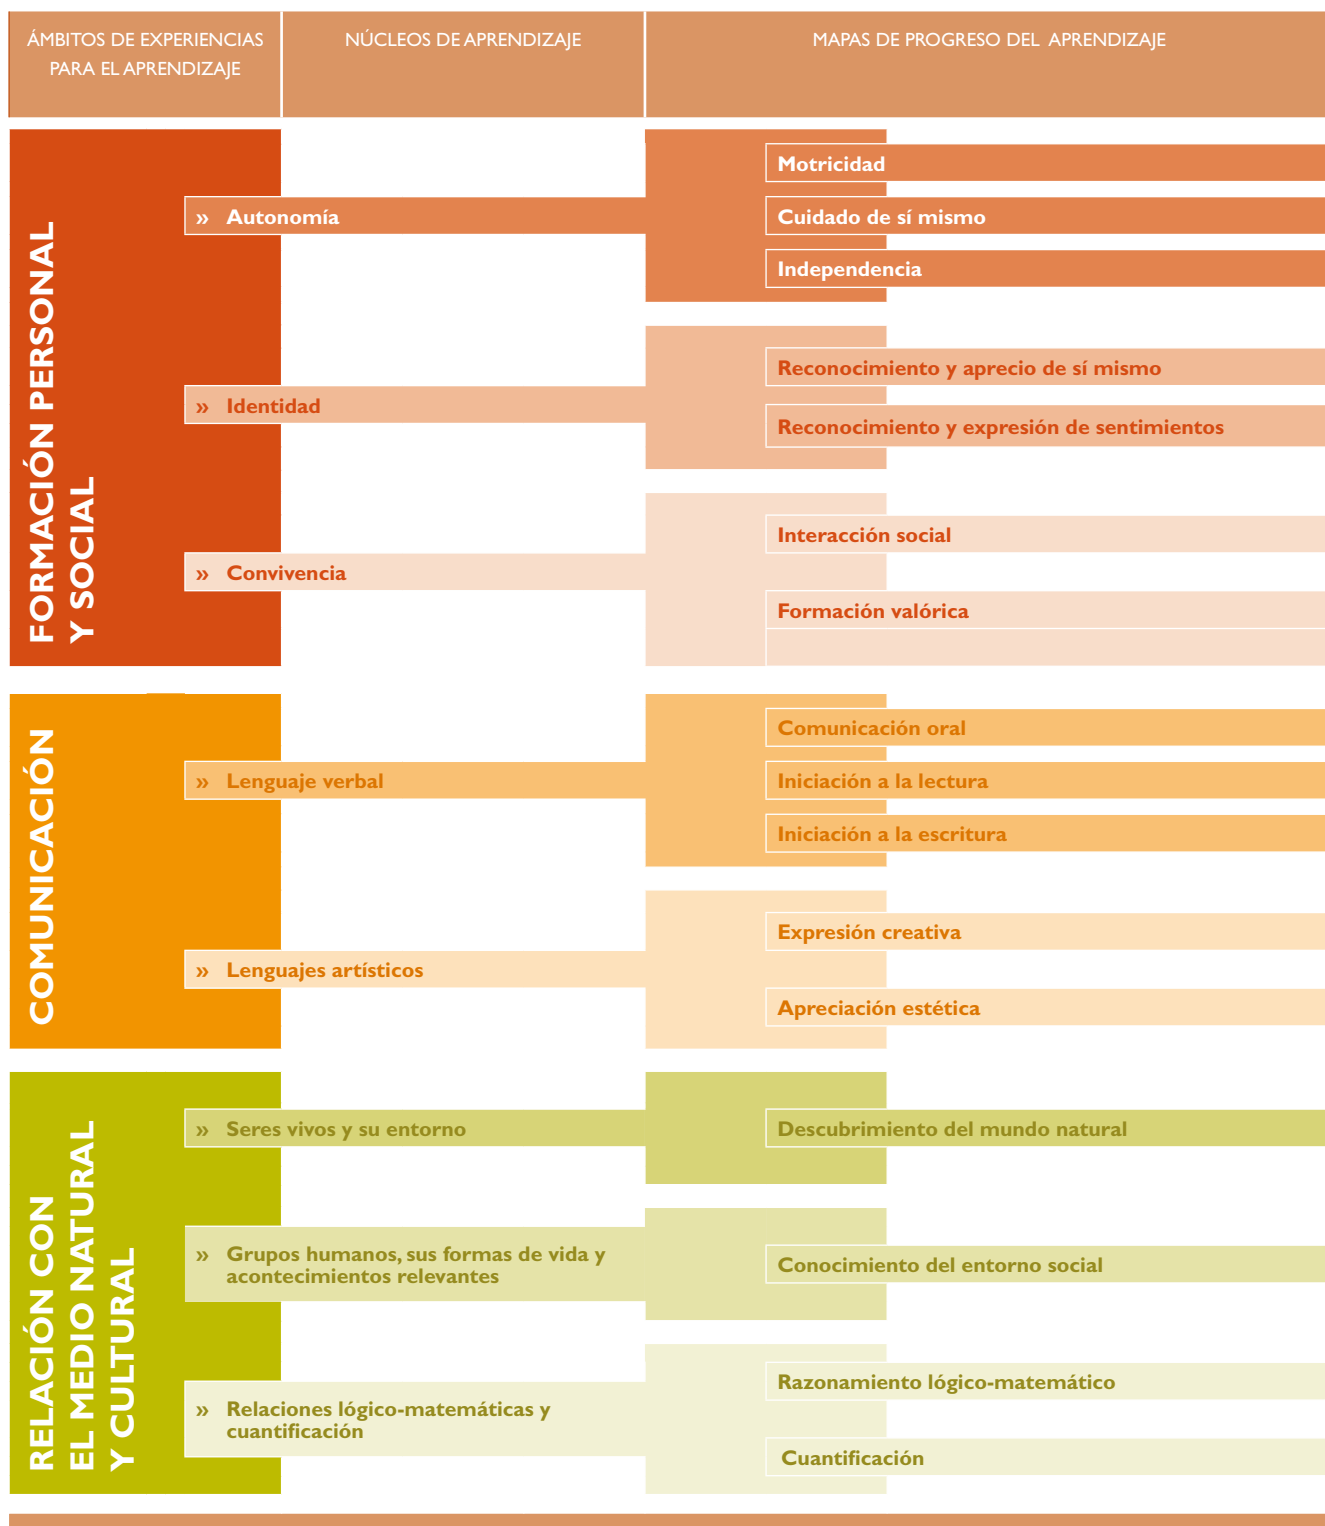 ÁMBITOS DE EXPERIENCIAS
PARA EL APRENDIZAJE
NÚCLEOS DE APRENDIZAJE
MAPAS DE PROGRESO DEL APRENDIZAJE
FORMACIÓN PERSONAL
Y SOCIAL
» Autonomía
Motricidad
Cuidado de sí mismo
Independencia
» Identidad
Reconocimiento y aprecio de sí mismo
Reconocimiento y expresión de sentimientos
» Convivencia
Interacción social
Formación valórica
COMUNICACIÓN
» Lenguaje verbal
Comunicación oral
Iniciación a la lectura
Iniciación a la escritura
» Lenguajes artísticos
Expresión creativa
Apreciación estética
RELACIÓN CON
EL MEDIO NATURAL
Y CULTURAL
» Seres vivos y su entorno
Descubrimiento del mundo natural
» Grupos humanos, sus formas de vida y
acontecimientos relevantes
Conocimiento del entorno social
» Relaciones lógico-matemáticas y
cuantificación
Razonamiento lógico-matemático
Cuantificación